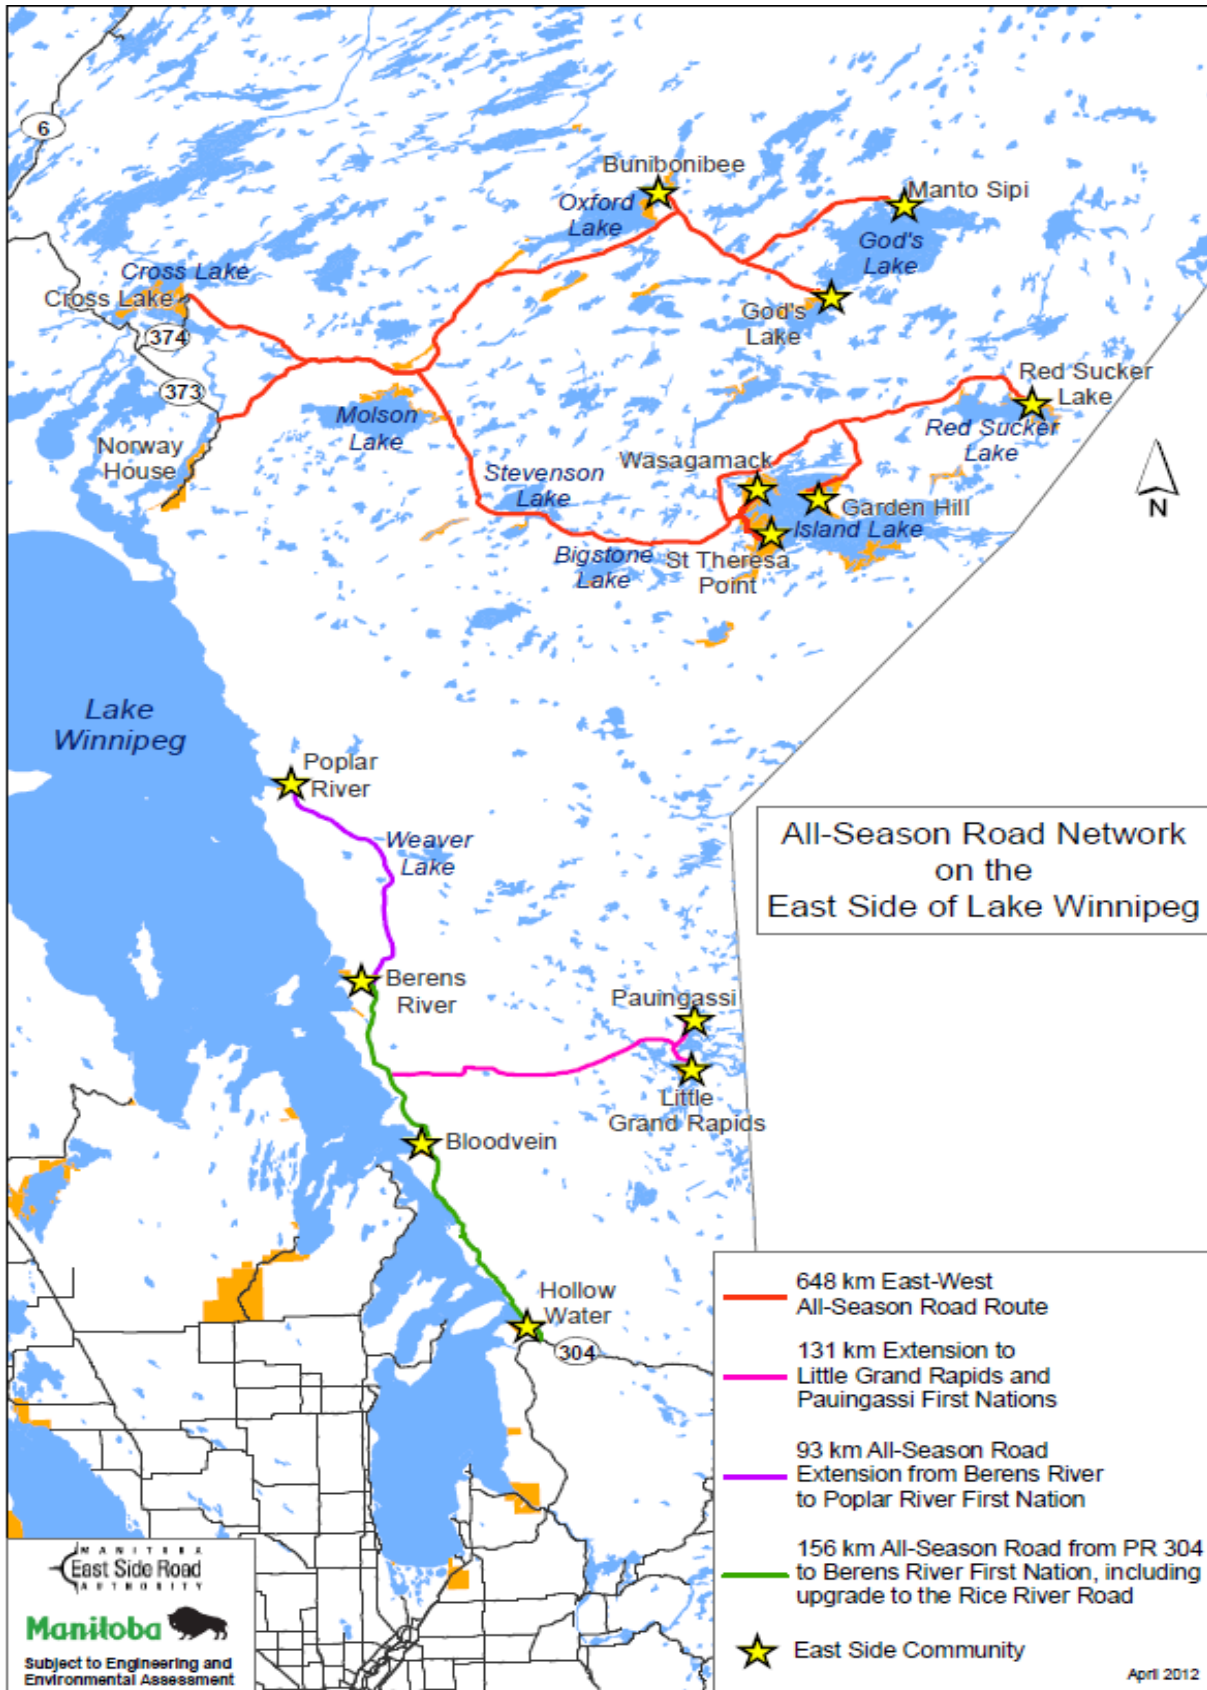 6
Bunibonibee
Manto Sipi
Oxford
Lake
God's
Lake
Cross Lake
Cross Lake
374
God's
Lake
373
Red Sucker
Lake
Molson
Lake
Red Sucker
Lake
Norway
House
Wasagamack
Stevenson
Lake
Garden Hill
N
Island Lake
Bigstone
Lake
St Theresa
Point
Lake
Winnipeg
Poplar
River
Weaver
Lake
All-Season Road Network
on the
East Side of Lake Winnipeg
Berens
River
Pauingassi
Little
Grand Rapids
Bloodvein
Hollow
Water
304
648 km East-West
All-Season Road Route
131 km Extension to
Little Grand Rapids and
Pauingassi First Nations
93 km All-Season Road
Extension from Berens River
to Poplar River First Nation
156 km All-Season Road from PR 304
to Berens River First Nation, including
upgrade to the Rice River Road
East Side Community
April 2012
MANITOBA
East Side Road
AUTHORITY
Manitoba
Subject to Engineering and
Environmental Assessment